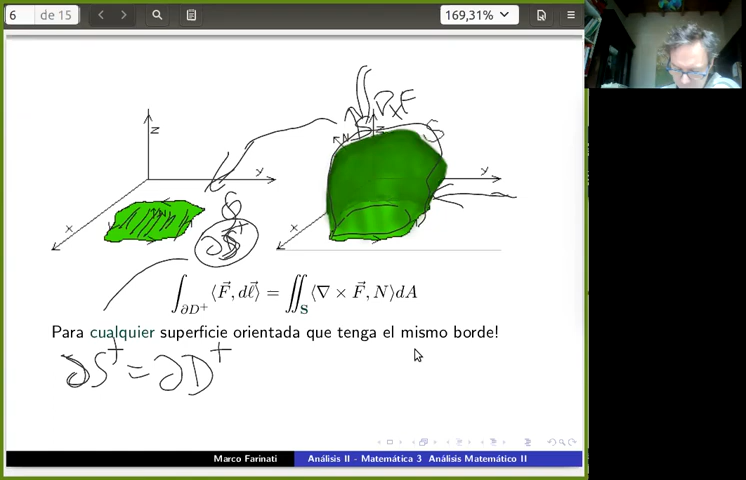 6 de 15 169,31%
∬ ∇×F
z z
N N S
y y
x x
∂S⁺
∫_{∂D⁺} ⟨F⃗, dℓ⃗⟩ = ∬_S ⟨∇ × F⃗, N⟩dA
Para cualquier superficie orientada que tenga el mismo borde!
∂S⁺ = ∂D⁺
Marco Farinati Análisis II - Matemática 3 Análisis Matemático II